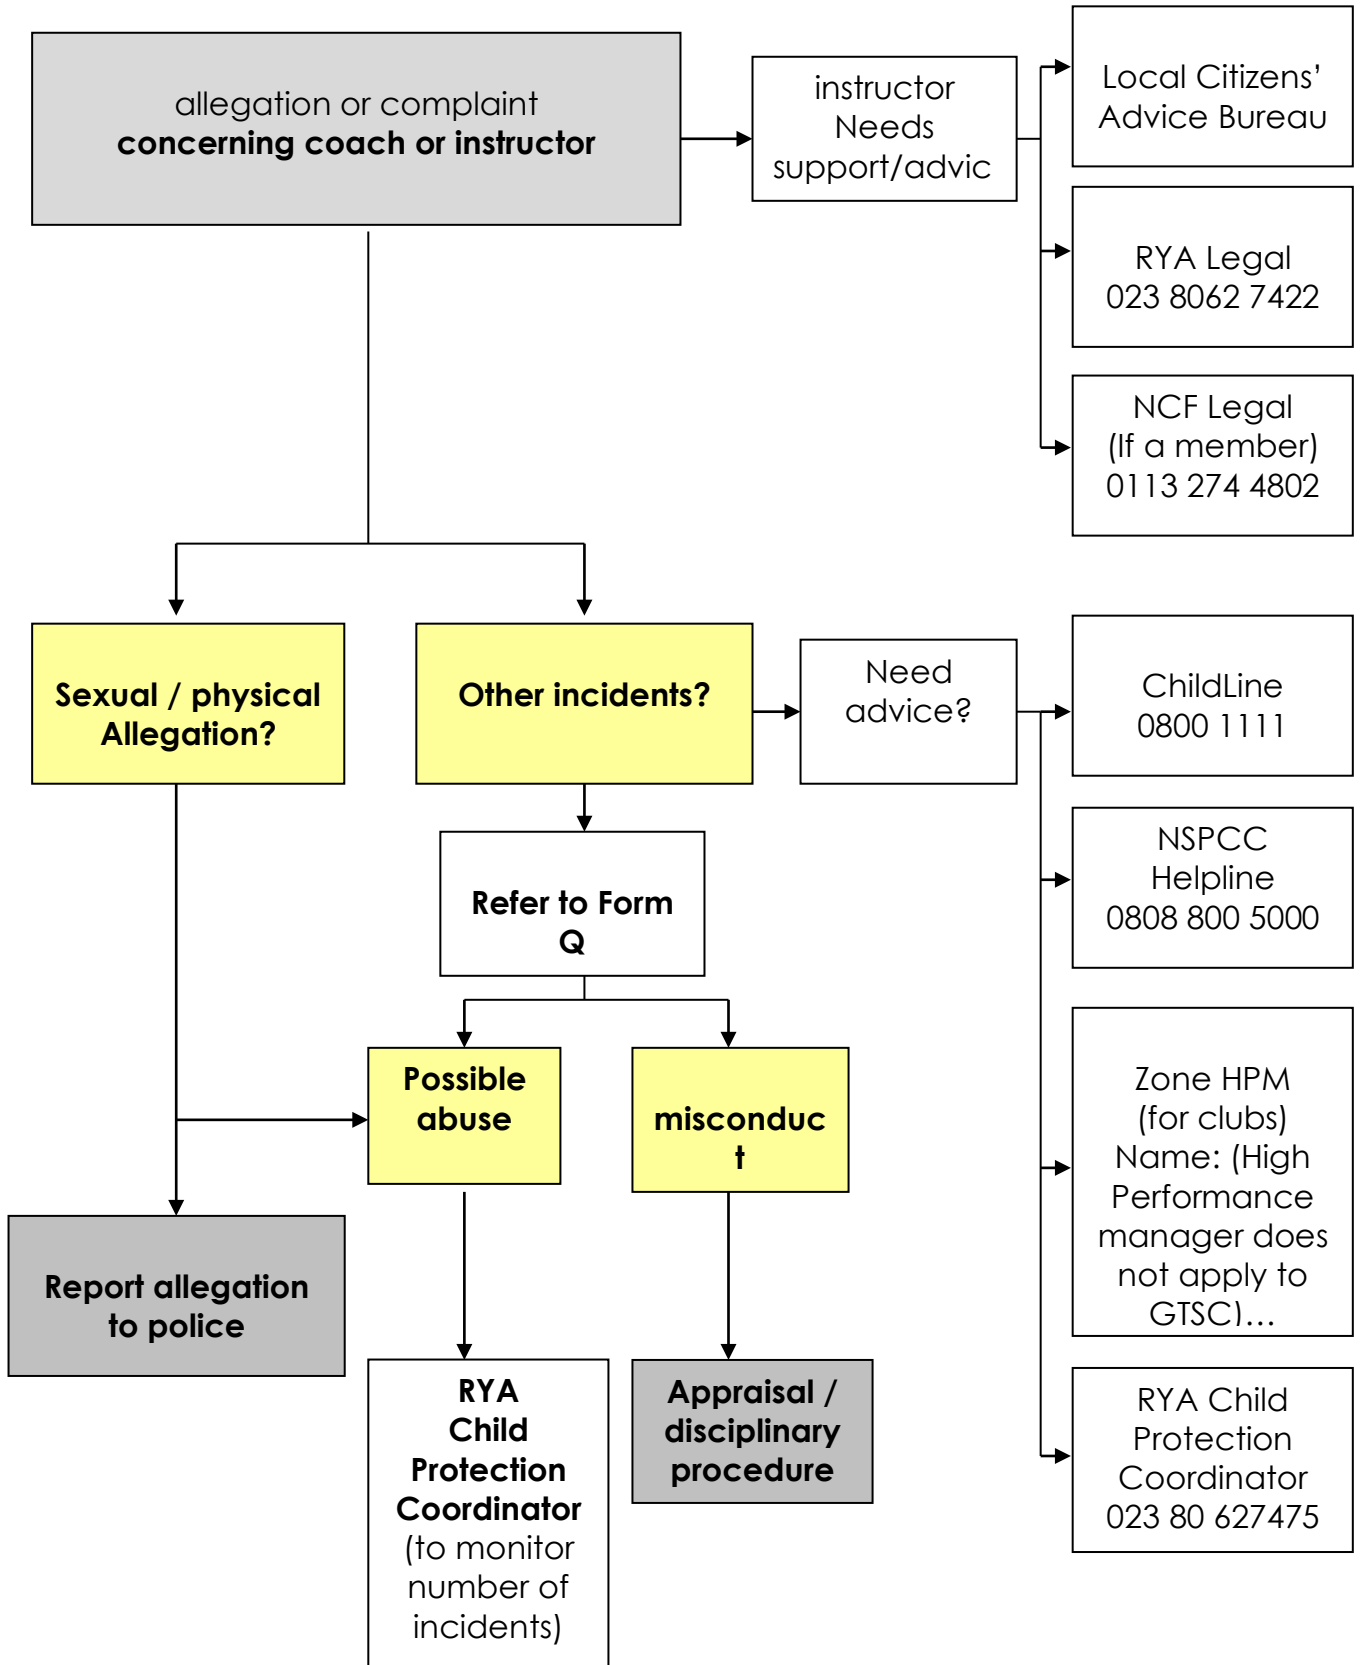 allegation or complaint
concerning coach or instructor
instructor
Needs
support/advic
Local Citizens’
Advice Bureau
RYA Legal
023 8062 7422
NCF Legal
(If a member)
0113 274 4802
Sexual / physical
Allegation?
Other incidents?
Need
advice?
ChildLine
0800 1111
NSPCC
Helpline
0808 800 5000
Refer to Form
Q
Possible
abuse
misconduc
t
Zone HPM
(for clubs)
Name: (High
Performance
manager does
not apply to
GTSC)…
Report allegation
to police
RYA
Child
Protection
Coordinator
(to monitor
number of
incidents)
Appraisal /
disciplinary
procedure
RYA Child
Protection
Coordinator
023 80 627475